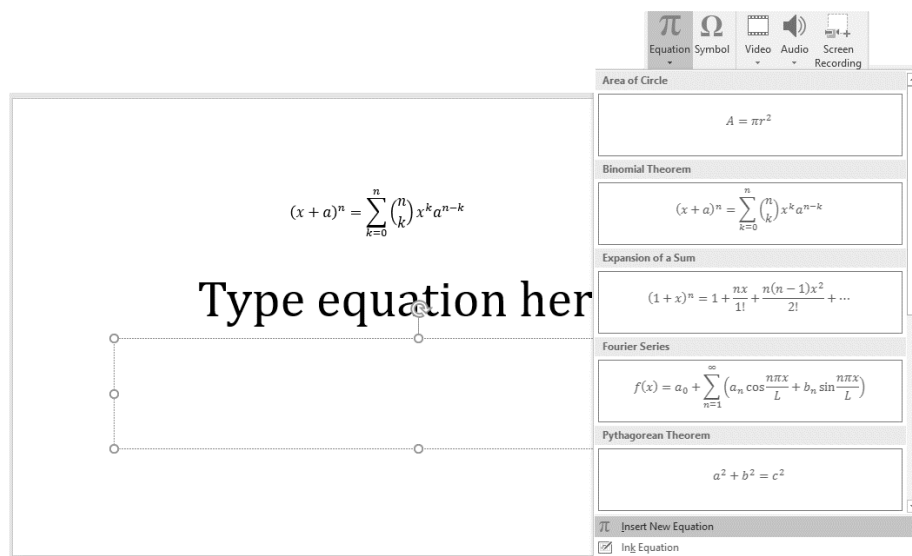 Equation Symbol Video Audio Screen Recording
Area of Circle
A = πr²
Binomial Theorem
(x + a)ⁿ = ∑ₖ₌₀ⁿ (n k) xᵏaⁿ⁻ᵏ
Expansion of a Sum
(1 + x)ⁿ = 1 + nx/1! + n(n − 1)x²/2! + ⋯
Fourier Series
f(x) = a₀ + ∑ₙ₌₁^∞ (aₙ cos nπx/L + bₙ sin nπx/L)
Pythagorean Theorem
a² + b² = c²
Insert New Equation
Ink Equation
(x + a)ⁿ = ∑ₖ₌₀ⁿ (n k) xᵏaⁿ⁻ᵏ
Type equation her